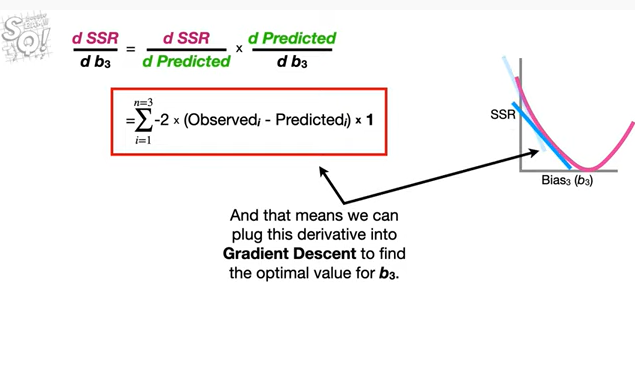 SQ!
d SSR / d b₃ = d SSR / d Predicted x d Predicted / d b₃
n=3
=∑-2 x (Observedᵢ - Predictedᵢ) x 1
i=1
SSR
Bias₃ (b₃)
And that means we can
plug this derivative into
Gradient Descent to find
the optimal value for b₃.